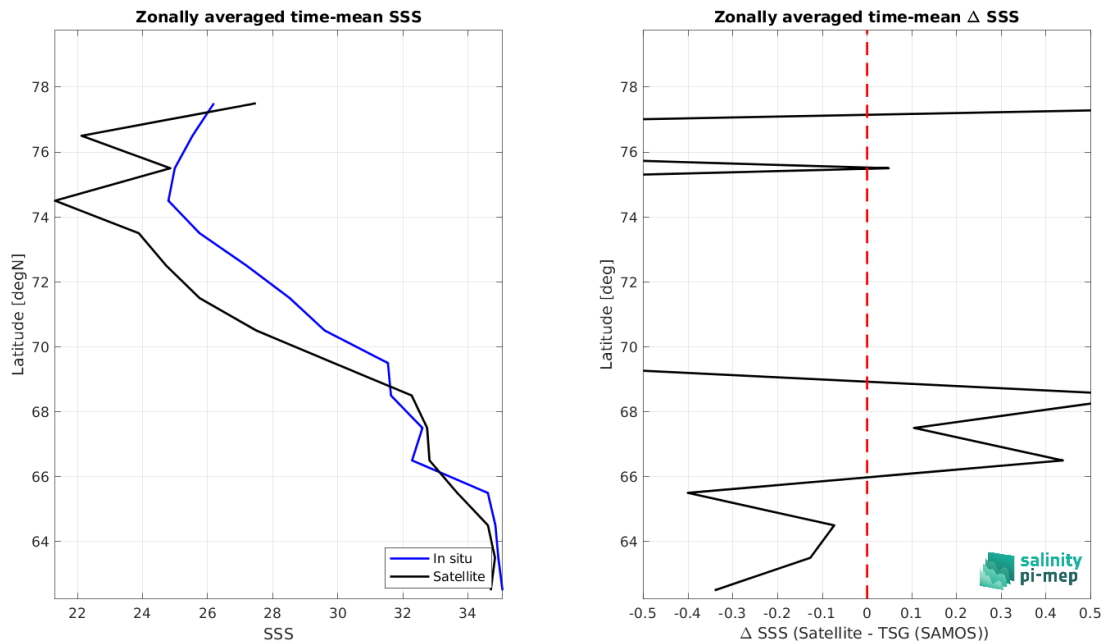 Zonally averaged time-mean SSS
78
76
74
72
70
68
66
64
Latitude [degN]
22 24 26 28 30 32 34
SSS
In situ
Satellite
Zonally averaged time-mean Δ SSS
78
76
74
72
70
68
66
64
Latitude [deg]
-0.5 -0.4 -0.3 -0.2 -0.1 0 0.1 0.2 0.3 0.4 0.5
Δ SSS (Satellite - TSG (SAMOS))
salinity
pi-mep